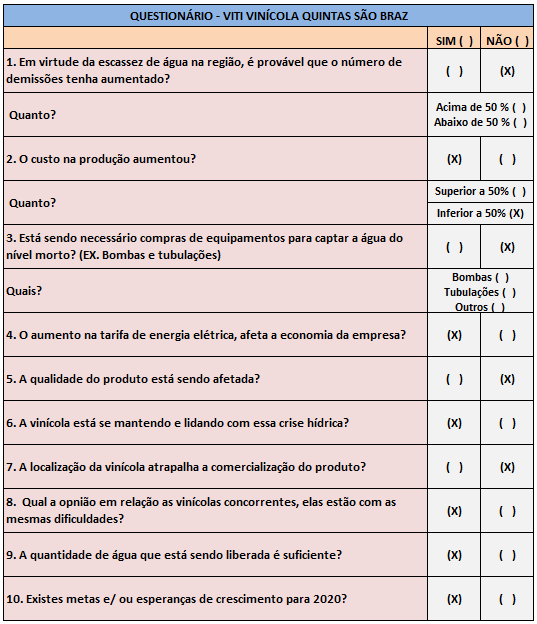 QUESTIONÁRIO - VITI VINÍCOLA QUINTAS SÃO BRAZ
SIM ( ) NÃO ( )
1. Em virtude da escassez de água na região, é provável que o número de
demissões tenha aumentado?
( ) (X)
Quanto?
Acima de 50 % ( )
Abaixo de 50 % ( )
2. O custo na produção aumentou?
(X) ( )
Quanto?
Superior a 50% ( )
Inferior a 50% (X)
3. Está sendo necessário compras de equipamentos para captar a água do
nível morto? (EX. Bombas e tubulações)
( ) (X)
Quais?
Bombas ( )
Tubulações ( )
Outros ( )
4. O aumento na tarifa de energia elétrica, afeta a economia da empresa?
(X) ( )
5. A qualidade do produto está sendo afetada?
( ) (X)
6. A vinícola está se mantendo e lidando com essa crise hídrica?
(X) ( )
7. A localização da vinícola atrapalha a comercialização do produto?
( ) (X)
8. Qual a opnião em relação as vinícolas concorrentes, elas estão com as
mesmas dificuldades?
(X) ( )
9. A quantidade de água que está sendo liberada é suficiente?
(X) ( )
10. Existes metas e/ ou esperanças de crescimento para 2020?
(X) ( )